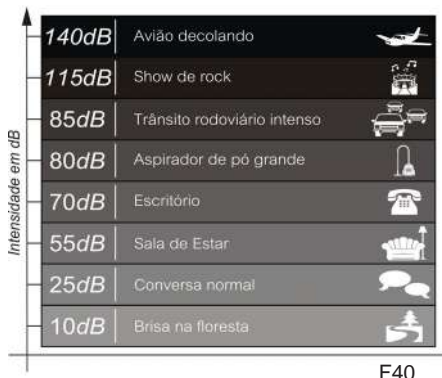 Intensidade em dB
140dB Avião decolando
115dB Show de rock
85dB Trânsito rodoviário intenso
80dB Aspirador de pó grande
70dB Escritório
55dB Sala de Estar
25dB Conversa normal
10dB Brisa na floresta
F40